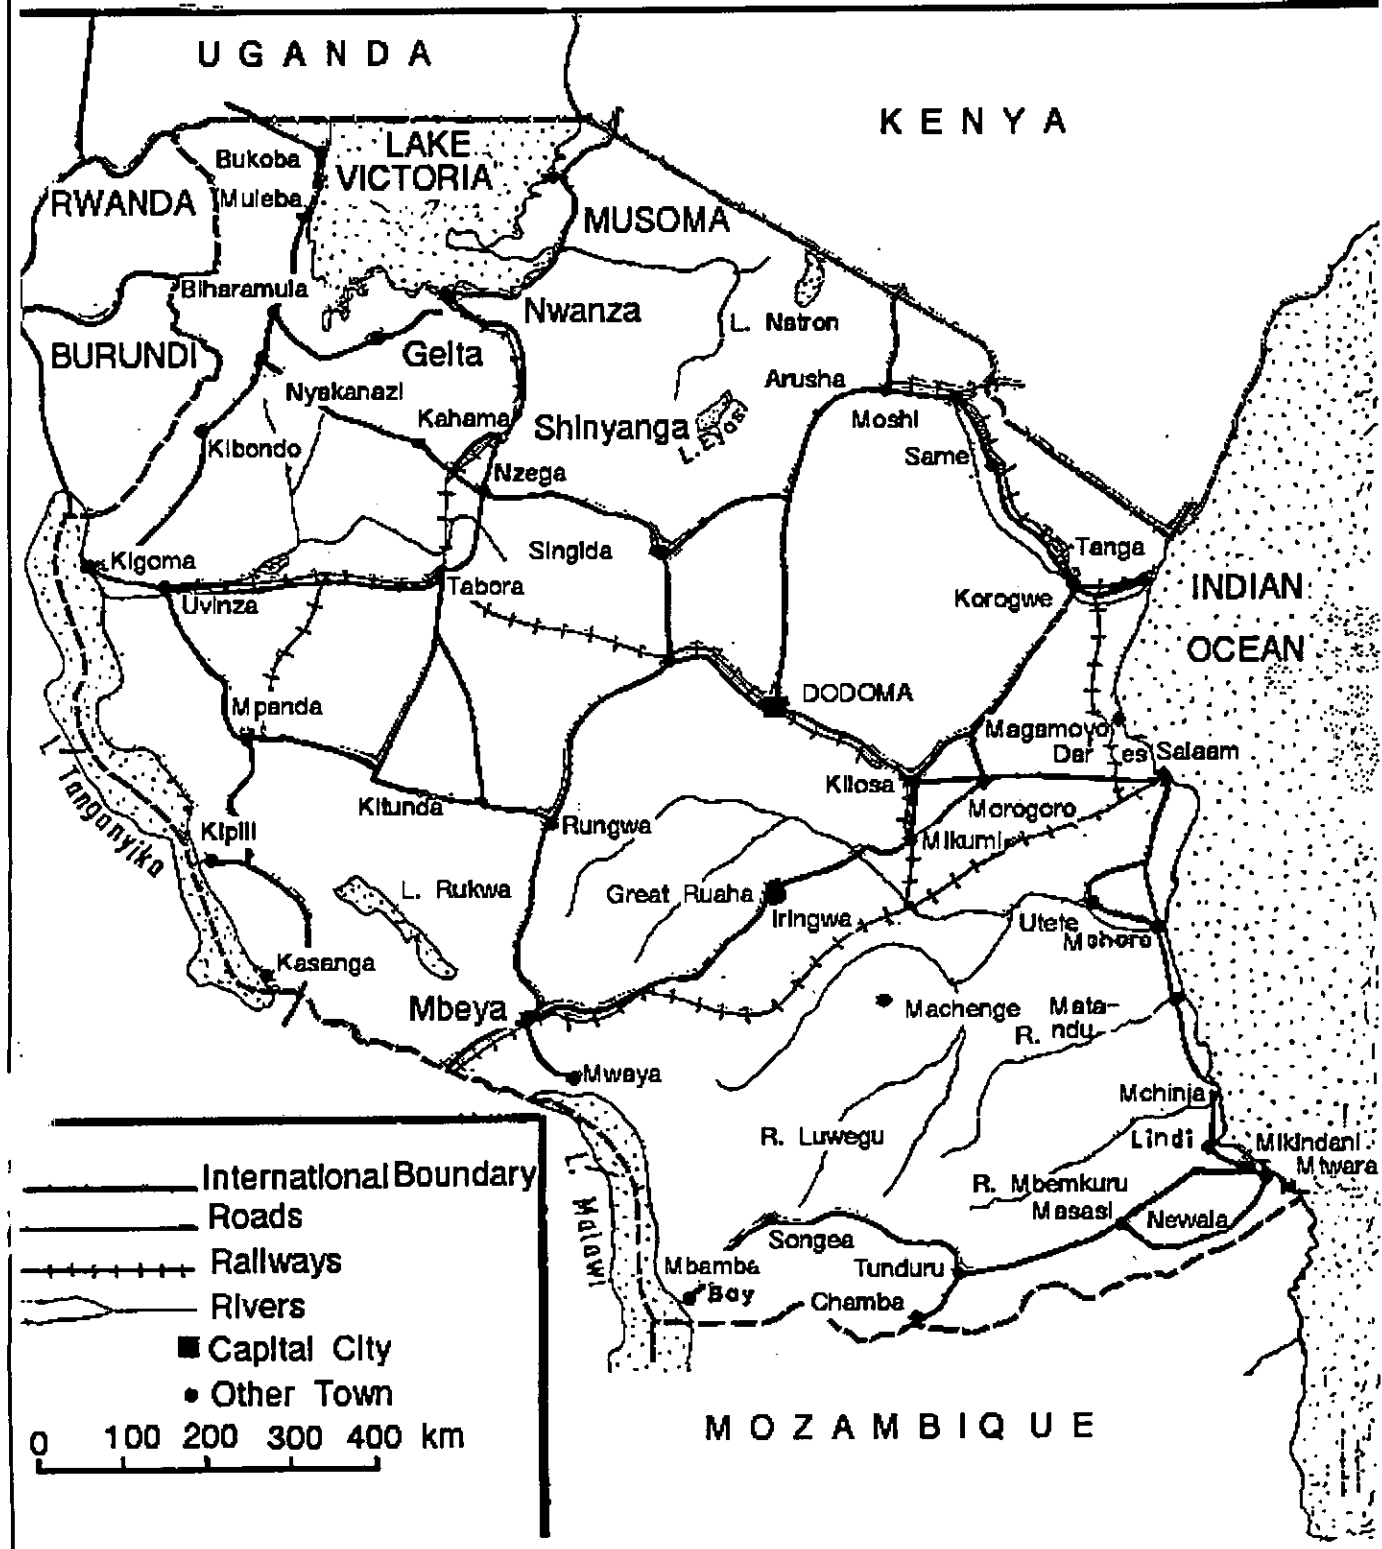 UGANDA
KENYA
LAKE
VICTORIA
Bukoba
RWANDA
Muleba
MUSOMA
Biharamula
Nwanza
L. Natron
BURUNDI
Gelta
Arusha
Nyakanazi
Moshi
Kahama
Shinyanga
L. Eyasi
Kibondo
Same
Nzega
Kigoma
Singida
Tanga
Uvinza
Tabora
Korogwe
INDIAN
OCEAN
DODOMA
Mpanda
Magamoyo
Dar es Salaam
L. Tanganyika
Kilosa
Kitunda
Morogoro
Kipili
Rungwa
Mikumi
L. Rukwa
Great Ruaha
Iringwa
Utete
Mohoro
Kasanga
Mbeya
Machenge
R. Mata-
ndu
Mwaya
Mchinja
R. Luwegu
Lindi
Mikindani
Mtwara
R. Mbemkuru
L. Malawi
Masasi
Newala
Songea
Mbamba
Bay
Tunduru
Chamba
MOZAMBIQUE
International Boundary
Roads
Railways
Rivers
Capital City
Other Town
0 100 200 300 400 km